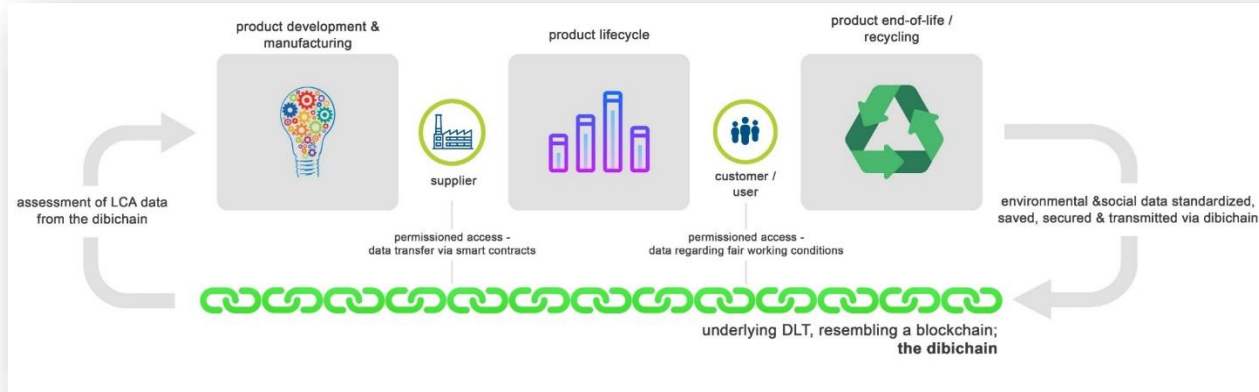 product development &
manufacturing
product lifecycle
product end-of-life /
recycling
supplier
customer /
user
assessment of LCA data
from the dibichain
environmental &social data standardized,
saved, secured & transmitted via dibichain
permissioned access -
data transfer via smart contracts
permissioned access -
data regarding fair working conditions
underlying DLT, resembling a blockchain;
the dibichain